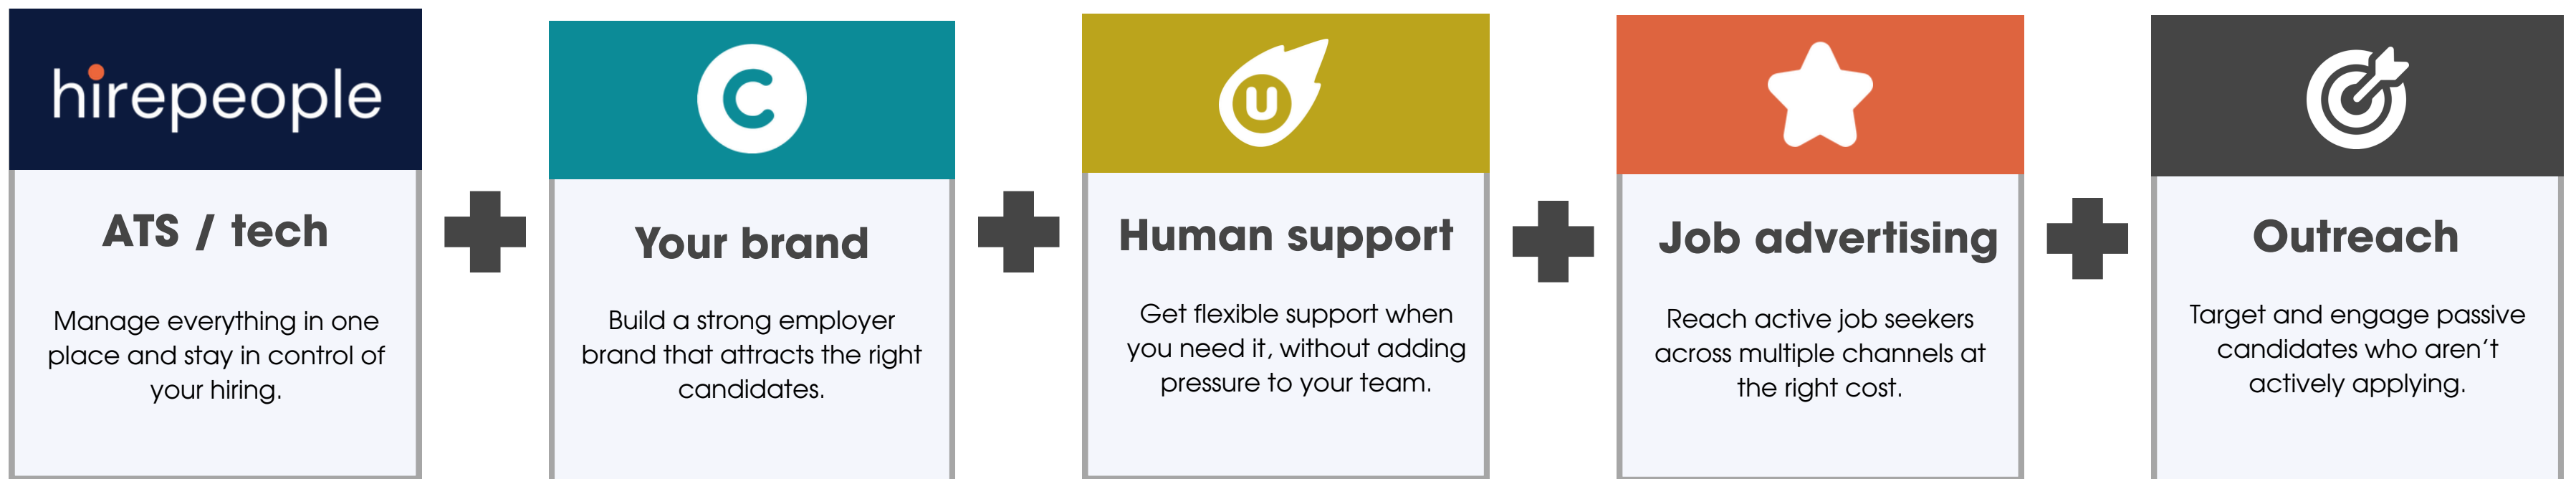 hirepeople
ATS / tech
Manage everything in one
place and stay in control of
your hiring.
C
Your brand
Build a strong employer
brand that attracts the right
candidates.
U
Human support
Get flexible support when
you need it, without adding
pressure to your team.
Job advertising
Reach active job seekers
across multiple channels at
the right cost.
Outreach
Target and engage passive
candidates who aren’t
actively applying.